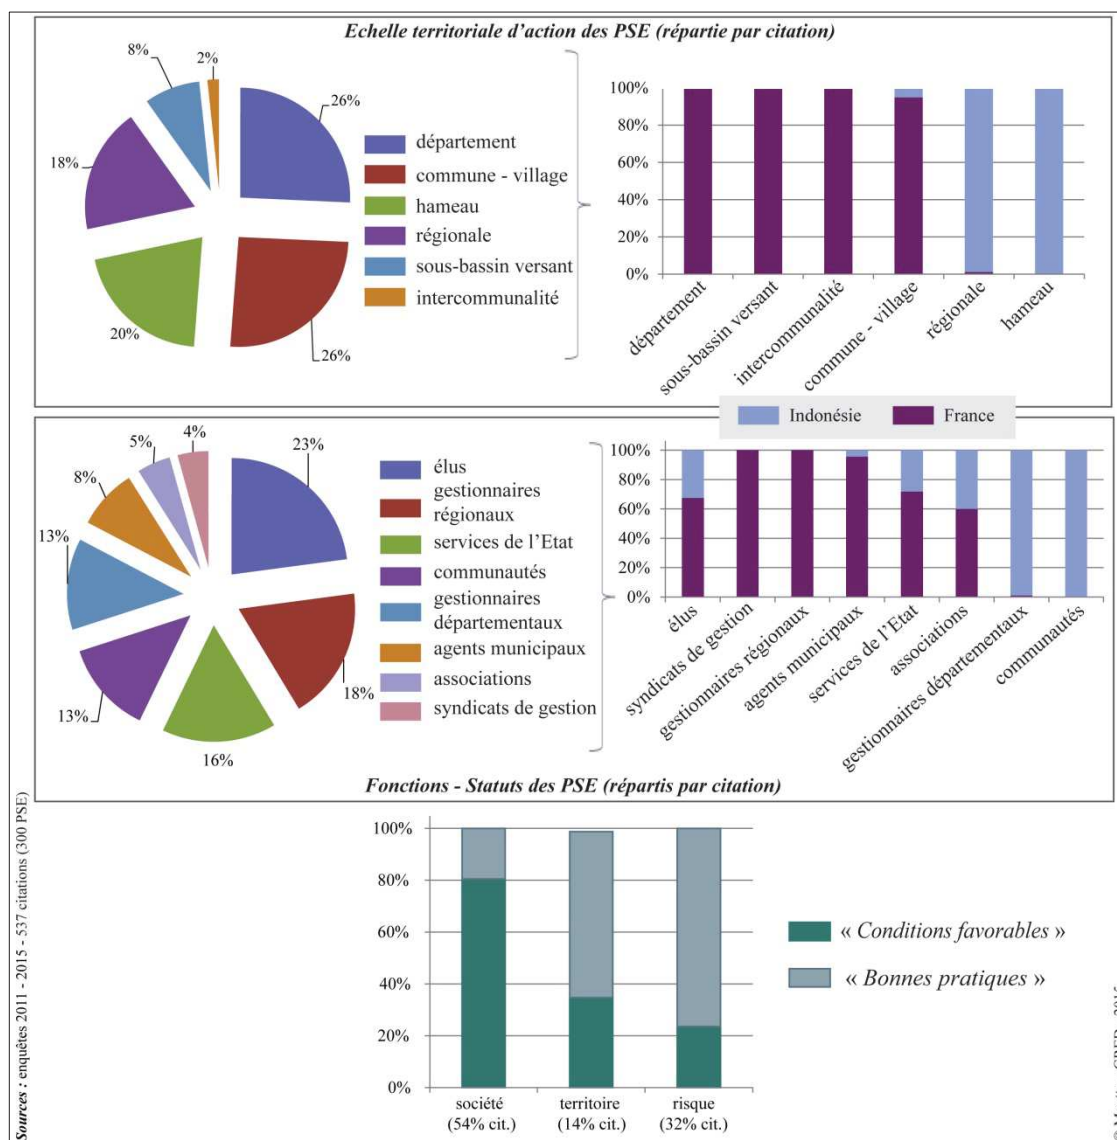 Echelle territoriale d'action des PSE (répartie par citation)
8%
2%
26%
18%
20%
26%
département
commune - village
hameau
régionale
sous-bassin versant
intercommunalité
100%
80%
60%
40%
20%
0%
département
sous-bassin versant
intercommunalité
commune - village
régionale
hameau
Indonésie
France
5%
4%
23%
8%
13%
13%
16%
18%
élus
gestionnaires
régionaux
services de l'Etat
communautés
gestionnaires
départementaux
agents municipaux
associations
syndicats de gestion
100%
80%
60%
40%
20%
0%
élus
syndicats de gestion
gestionnaires régionaux
agents municipaux
services de l'Etat
associations
gestionnaires départementaux
communautés
Fonctions - Statuts des PSE (répartis par citation)
100%
80%
60%
40%
20%
0%
société
(54% cit.)
territoire
(14% cit.)
risque
(32% cit.)
« Conditions favorables »
« Bonnes pratiques »
Sources : enquêtes 2011 - 2015 - 537 citations (300 PSE)